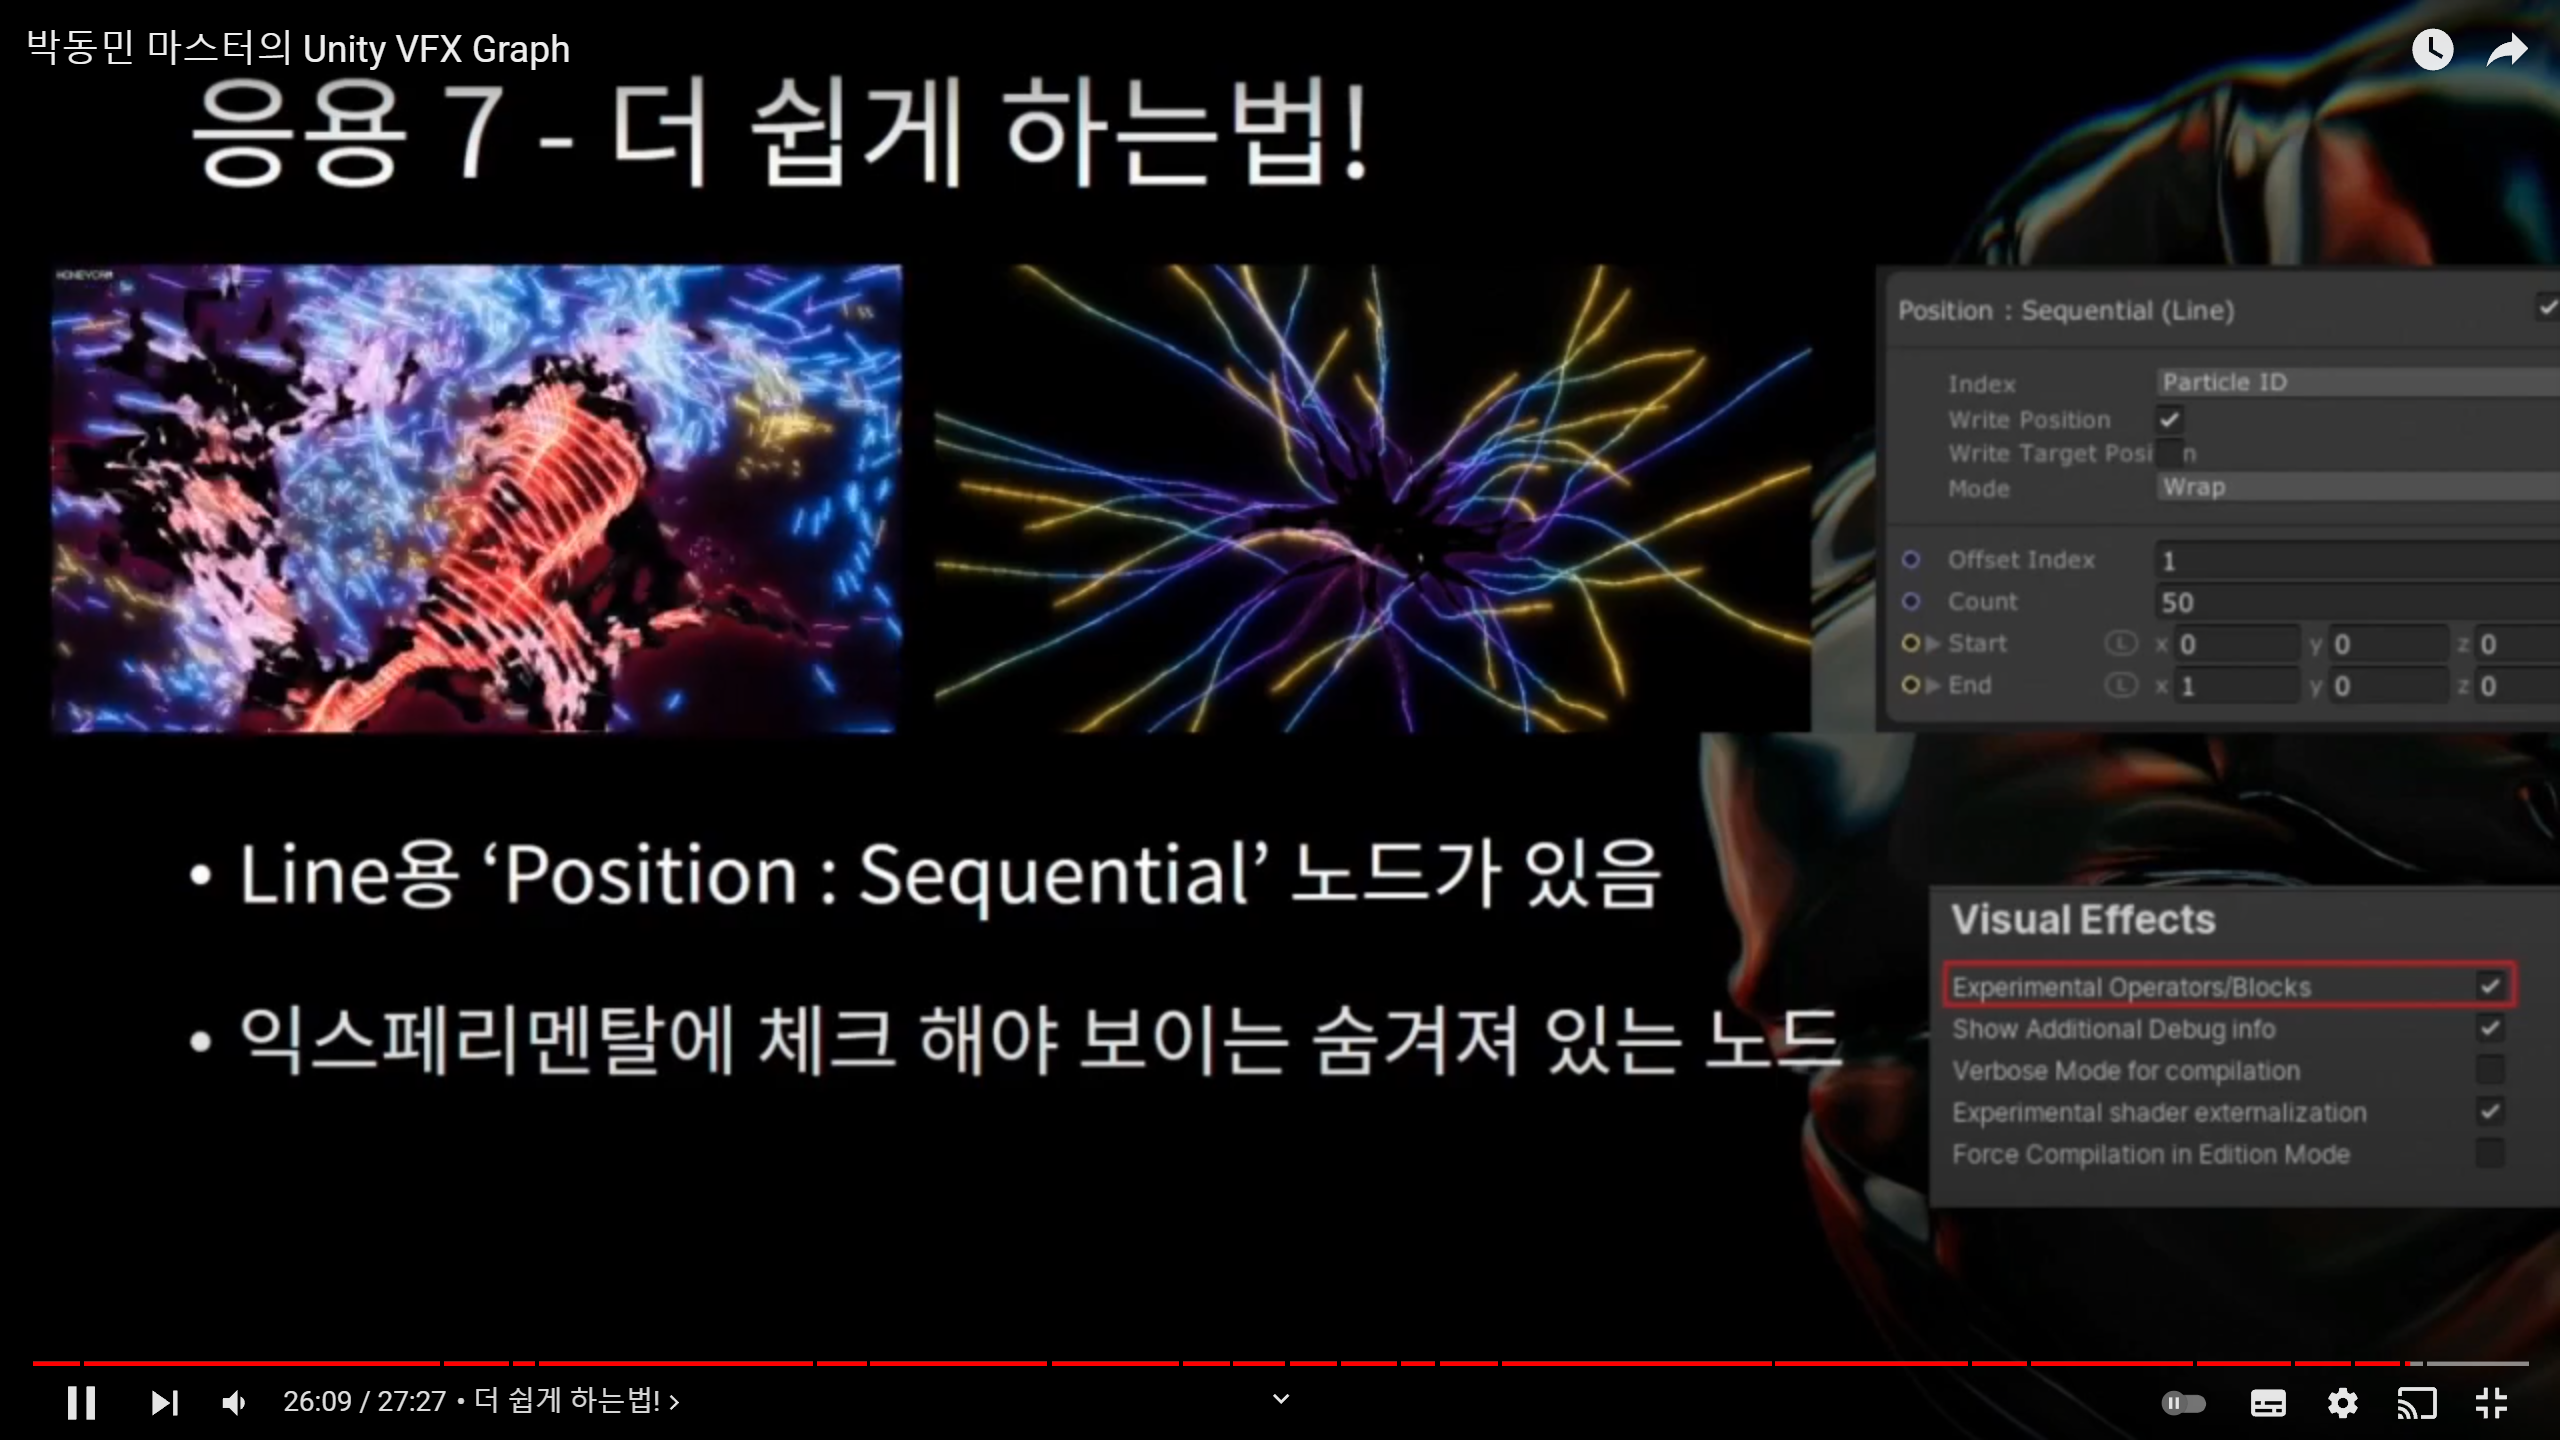 박동민 마스터의 Unity VFX Graph
응용 7 - 더 쉽게 하는법!
HONEYCAM
Position : Sequential (Line)
Index Particle ID
Write Position
Write Target Posi n
Mode Wrap
Offset Index 1
Count 50
Start L x 0 y 0 z 0
End L x 1 y 0 z 0
• Line용 ‘Position : Sequential’ 노드가 있음
• 익스페리멘탈에 체크 해야 보이는 숨겨져 있는 노드
Visual Effects
Experimental Operators/Blocks
Show Additional Debug info
Verbose Mode for compilation
Experimental shader externalization
Force Compilation in Edition Mode
26:09 / 27:27 • 더 쉽게 하는법! ›